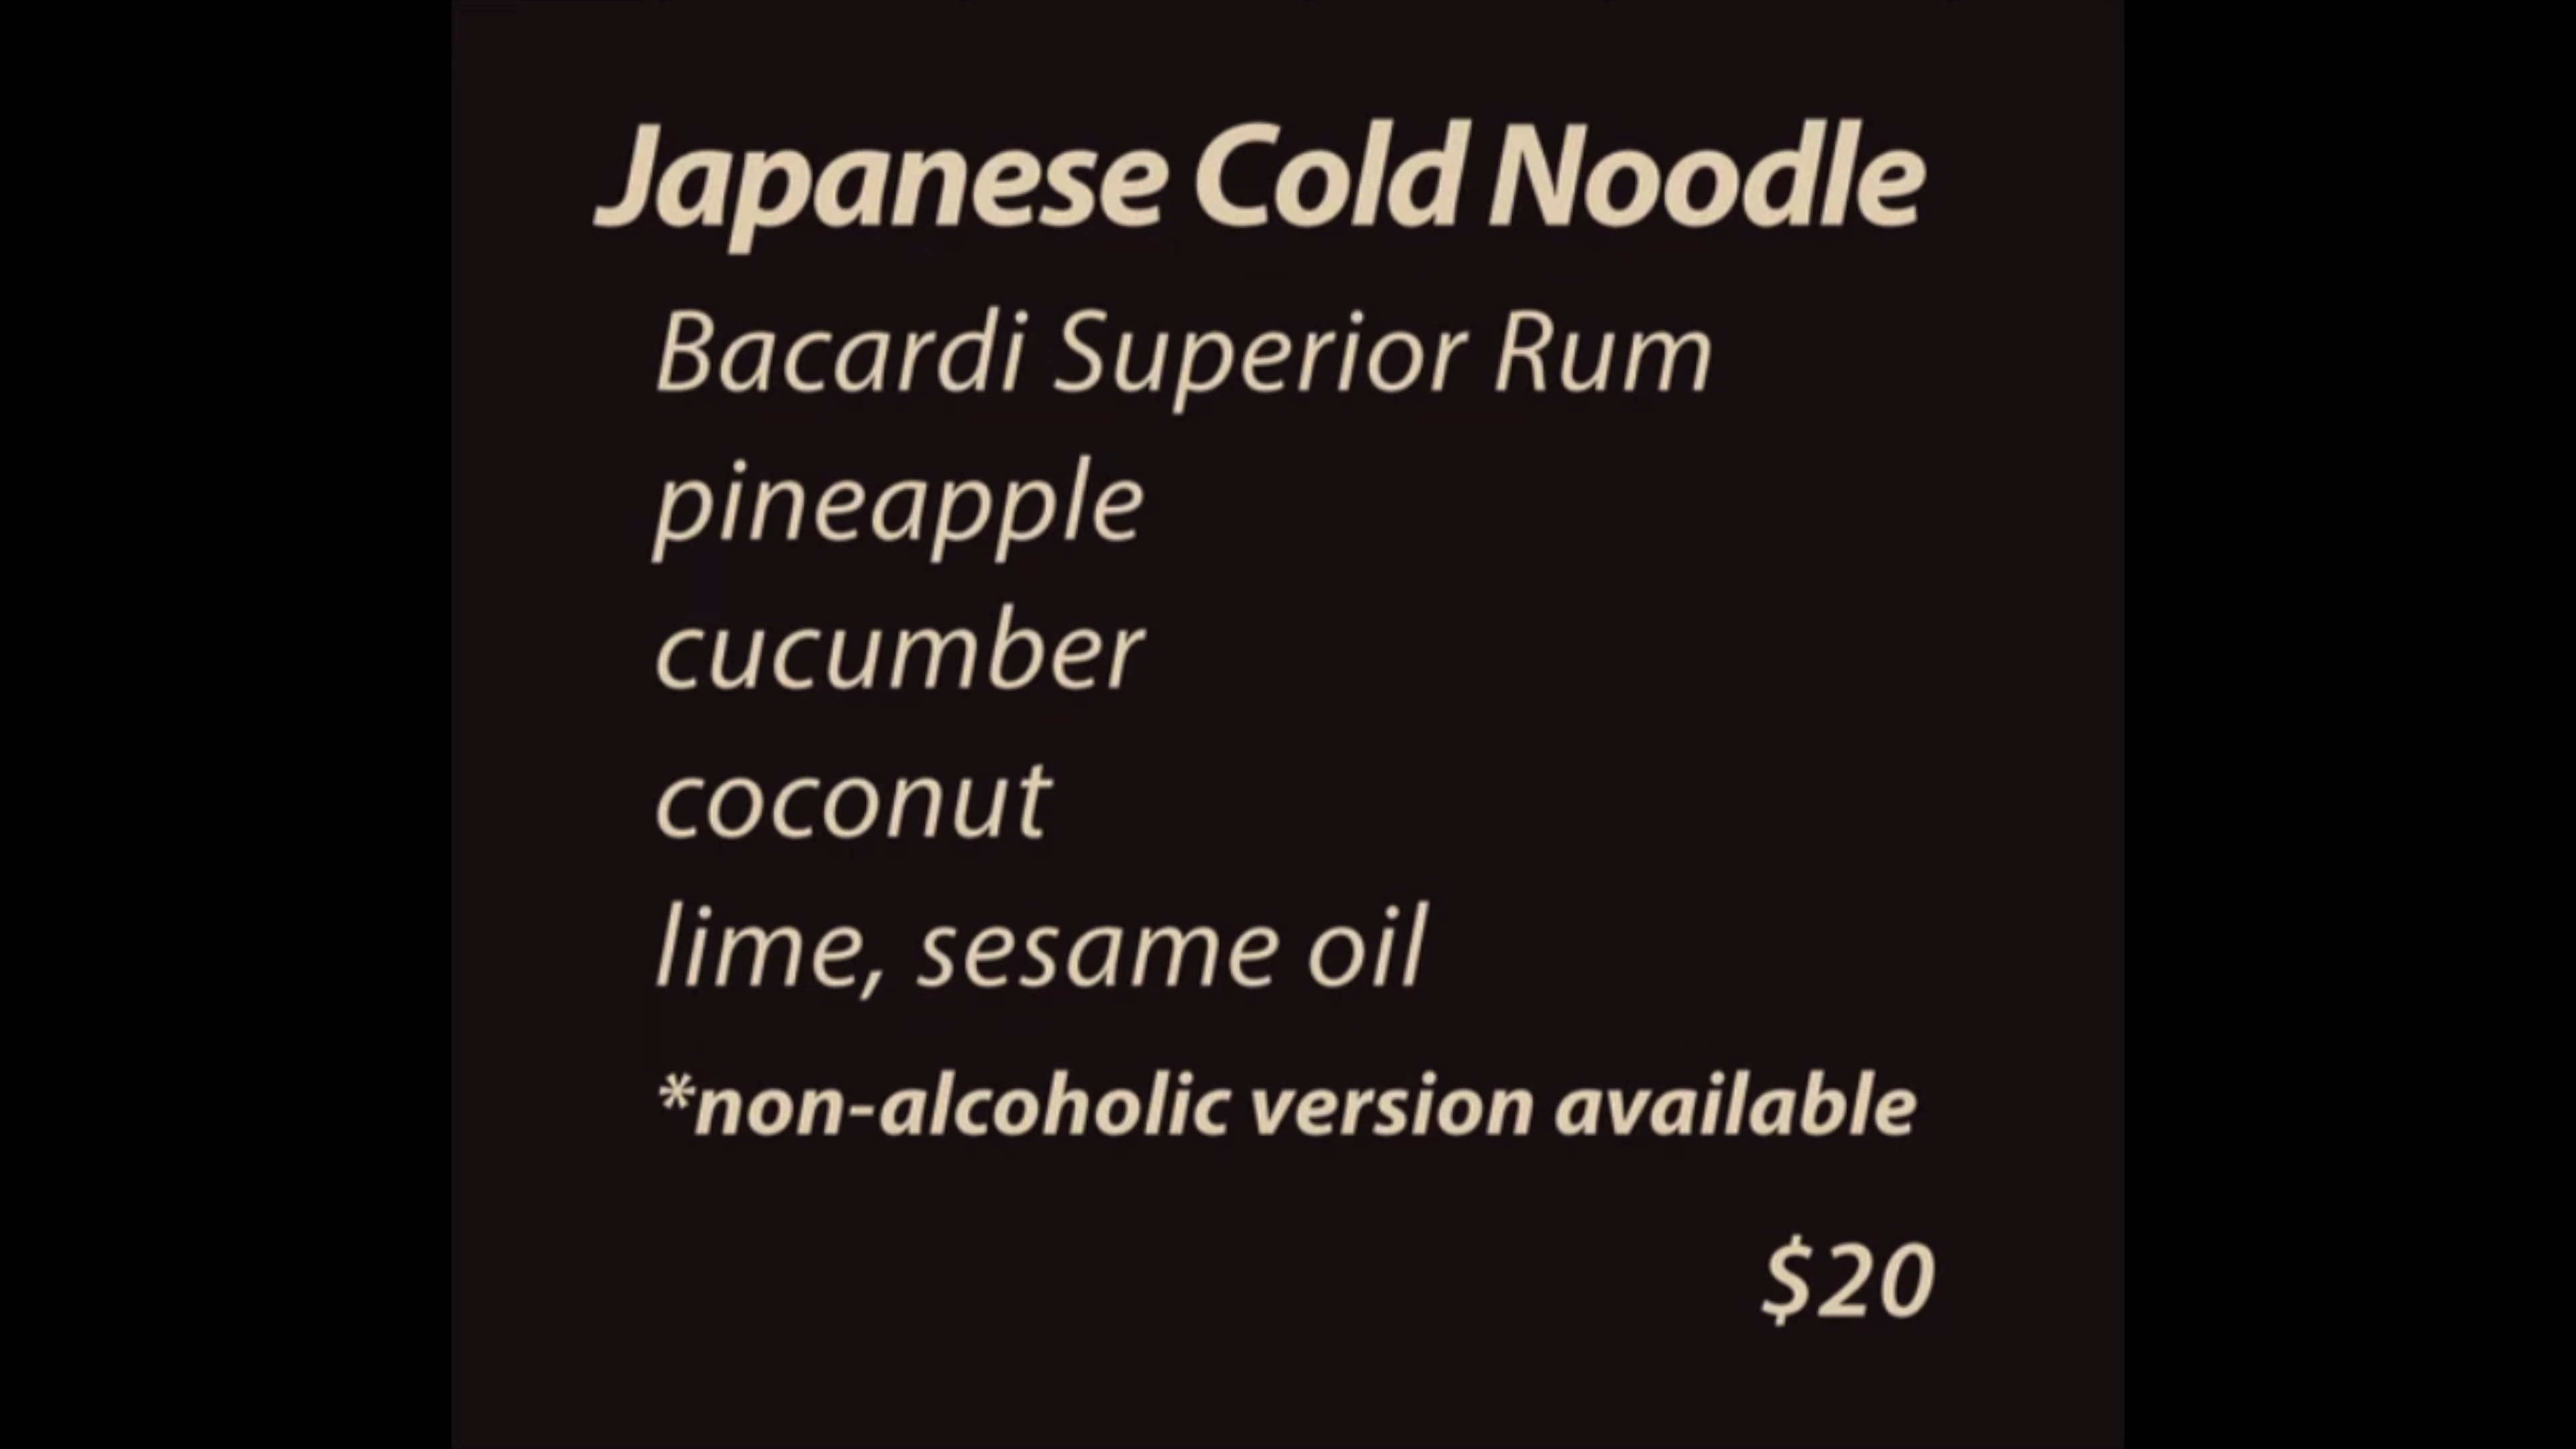 Japanese Cold Noodle
Bacardi Superior Rum
pineapple
cucumber
coconut
lime, sesame oil
*non-alcoholic version available
$20